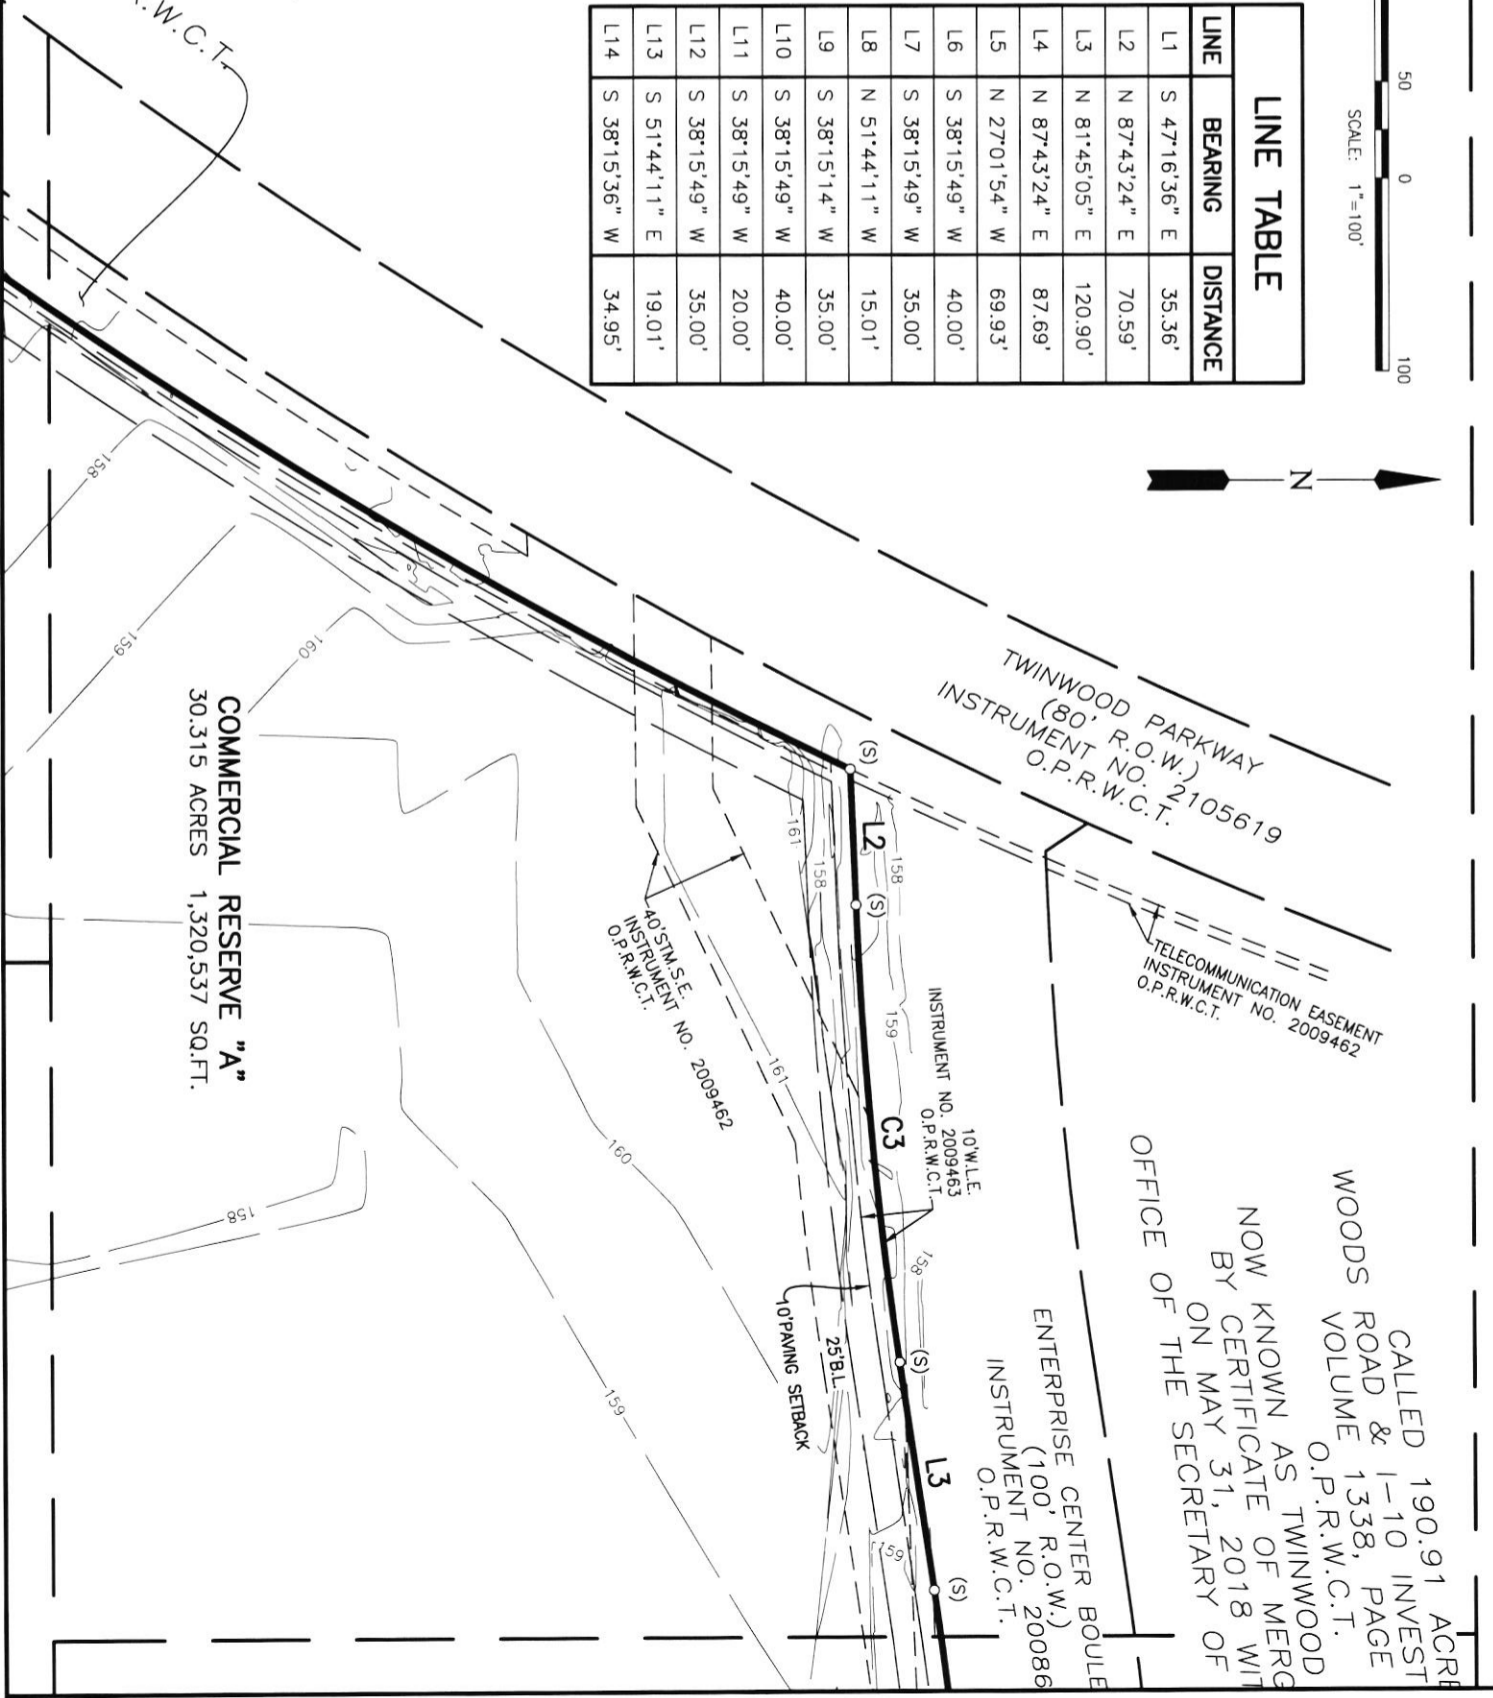 50
0
100
SCALE: 1"=100'
LINE TABLE
LINE BEARING DISTANCE
L1 S 47°16'36" E 35.36'
L2 N 87°43'24" E 70.59'
L3 N 81°45'05" E 120.90'
L4 N 87°43'24" E 87.69'
L5 N 27°01'54" W 69.93'
L6 S 38°15'49" W 40.00'
L7 S 38°15'49" W 35.00'
L8 N 51°44'11" W 15.01'
L9 S 38°15'14" W 35.00'
L10 S 38°15'49" W 40.00'
L11 S 38°15'49" W 20.00'
L12 S 38°15'49" W 35.00'
L13 S 51°44'11" E 19.01'
L14 S 38°15'36" W 34.95'
.W.C.T.
N
TWINWOOD PARKWAY
(80' R.O.W.)
INSTRUMENT NO. 2105619
O.P.R.W.C.T.
TELECOMMUNICATION EASEMENT
INSTRUMENT NO. 2009462
O.P.R.W.C.T.
CALLED 190.91 ACRE
WOODS ROAD & I-10 INVEST
VOLUME 1338, PAGE
O.P.R.W.C.T.
NOW KNOWN AS TWINWOOD
BY CERTIFICATE OF MERG
ON MAY 31, 2018 WIT
OFFICE OF THE SECRETARY OF
ENTERPRISE CENTER BOULE
(100' R.O.W.)
INSTRUMENT NO. 20086
O.P.R.W.C.T.
10'W.L.E.
INSTRUMENT NO. 2009463
O.P.R.W.C.T.
(S)
L2
(S)
C3
(S)
L3
(S)
158
159
158
159
161
158
161
40'STM.S.E.
INSTRUMENT NO. 2009462
O.P.R.W.C.T.
25'B.L.
10'PAVING SETBACK
158
159
160
160
159
158
COMMERCIAL RESERVE "A"
30.315 ACRES 1,320,537 SQ.FT.